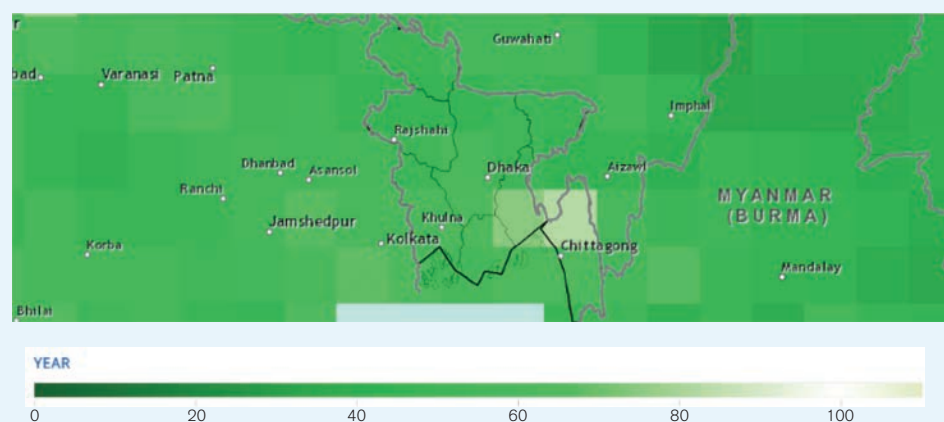 r
Guwahati
bad
Varanasi
Patna
Imphal
Rajshahi
Dhanbad
Asansol
Dhaka
Aizawl
Ranchi
MYANMAR
(BURMA)
Jamshedpur
Khulna
Kolkata
Chittagong
Korba
Mandalay
Bhilai
YEAR
0 20 40 60 80 100